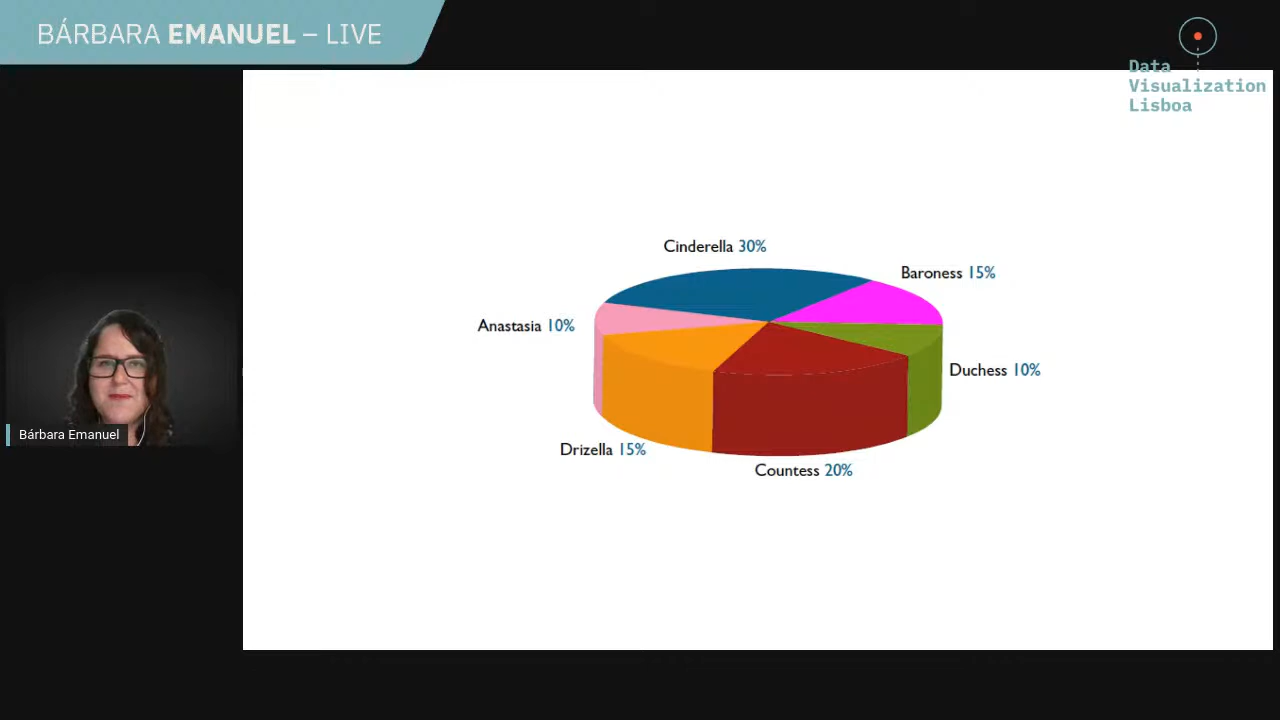 BÁRBARA EMANUEL – LIVE
Data
Visualization
Lisboa
Cinderella 30%
Baroness 15%
Anastasia 10%
Duchess 10%
Drizella 15%
Countess 20%
Bárbara Emanuel